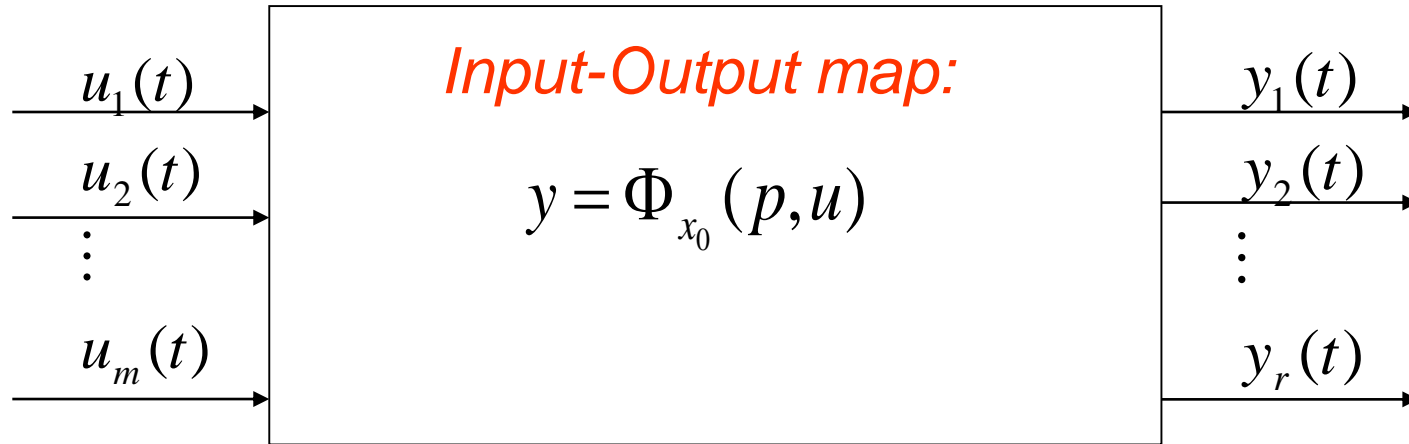 Input-Output map:
u₁(t)
y₁(t)
u₂(t)
y = Φₓ₀(p,u)
y₂(t)
⋮
⋮
uₘ(t)
yᵣ(t)